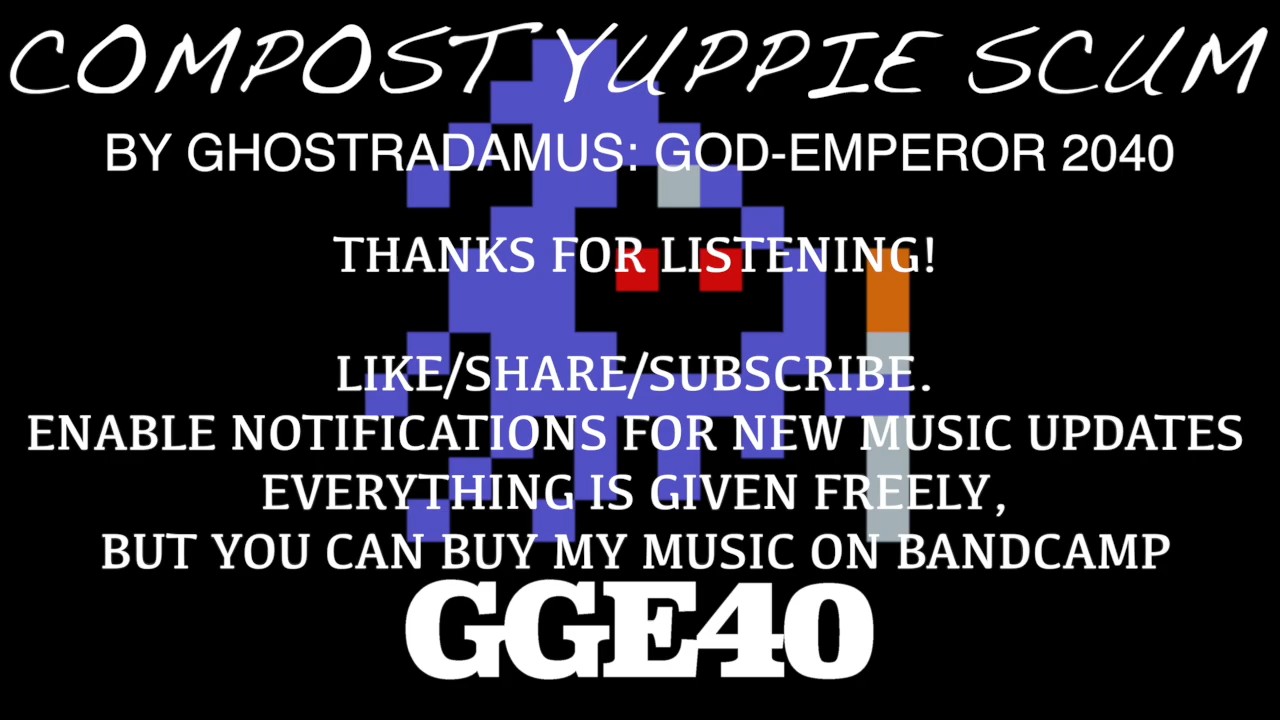 COMPOST YUPPIE SCUM
BY GHOSTRADAMUS: GOD-EMPEROR 2040
THANKS FOR LISTENING!
LIKE/SHARE/SUBSCRIBE.
ENABLE NOTIFICATIONS FOR NEW MUSIC UPDATES
EVERYTHING IS GIVEN FREELY,
BUT YOU CAN BUY MY MUSIC ON BANDCAMP
GGE40